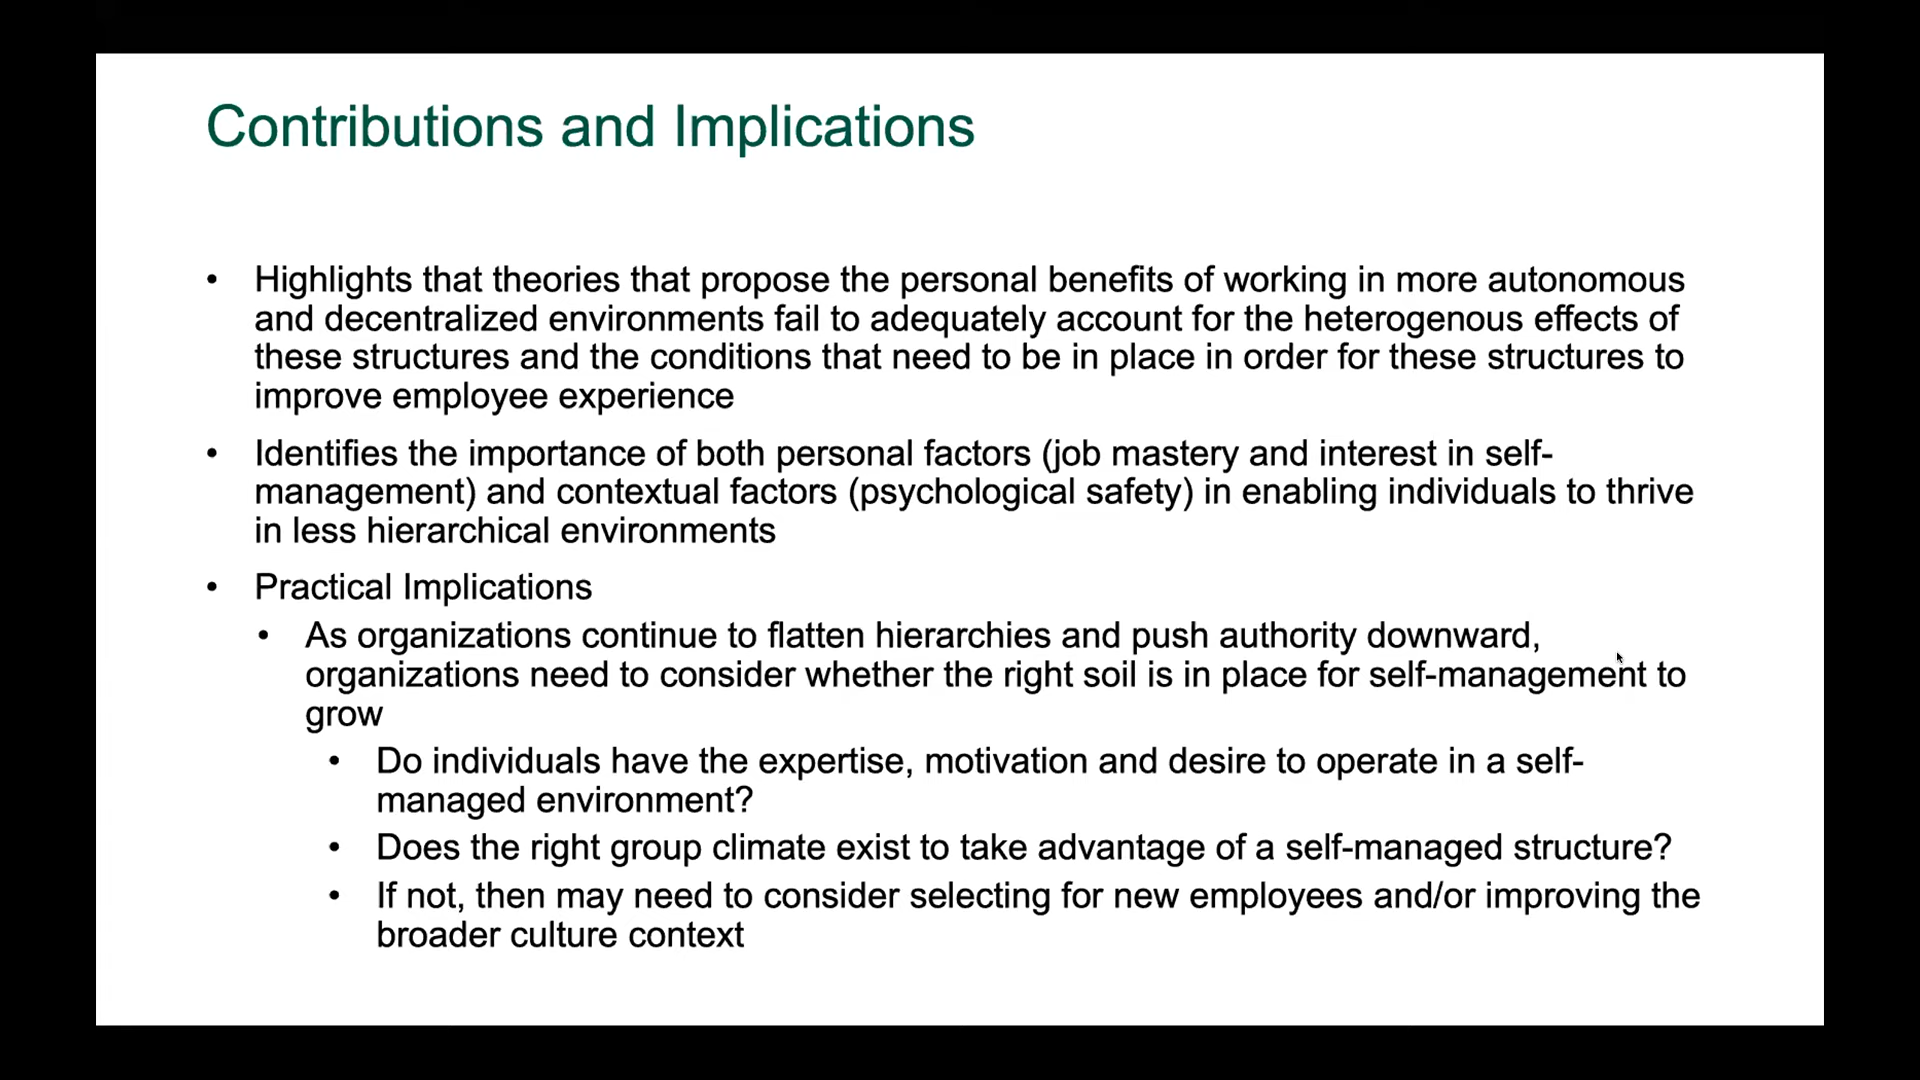 Contributions and Implications
• Highlights that theories that propose the personal benefits of working in more autonomous
and decentralized environments fail to adequately account for the heterogenous effects of
these structures and the conditions that need to be in place in order for these structures to
improve employee experience
• Identifies the importance of both personal factors (job mastery and interest in self-
management) and contextual factors (psychological safety) in enabling individuals to thrive
in less hierarchical environments
• Practical Implications
• As organizations continue to flatten hierarchies and push authority downward,
organizations need to consider whether the right soil is in place for self-management to
grow
• Do individuals have the expertise, motivation and desire to operate in a self-
managed environment?
• Does the right group climate exist to take advantage of a self-managed structure?
• If not, then may need to consider selecting for new employees and/or improving the
broader culture context